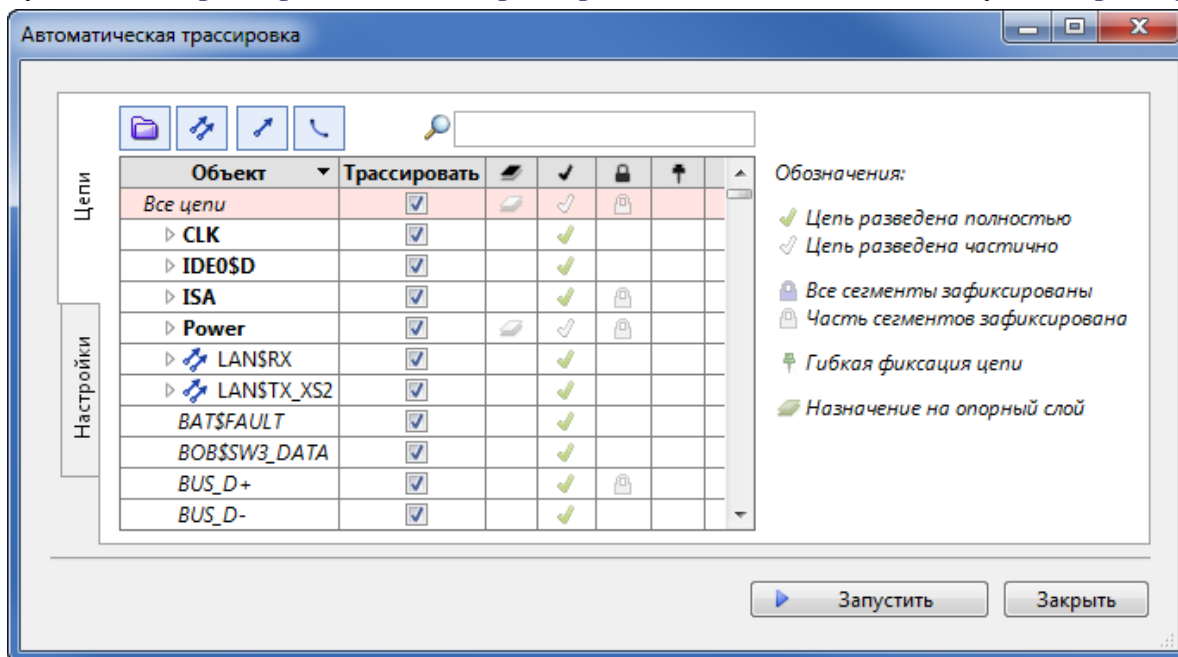 Автоматическая трассировка
Цепи
Настройки
Объект Трассировать
Все цепи
CLK
IDE0$D
ISA
Power
LAN$RX
LAN$TX_XS2
BAT$FAULT
BOB$SW3_DATA
BUS_D+
BUS_D-
Обозначения:
Цепь разведена полностью
Цепь разведена частично
Все сегменты зафиксированы
Часть сегментов зафиксирована
Гибкая фиксация цепи
Назначение на опорный слой
Запустить Закрыть